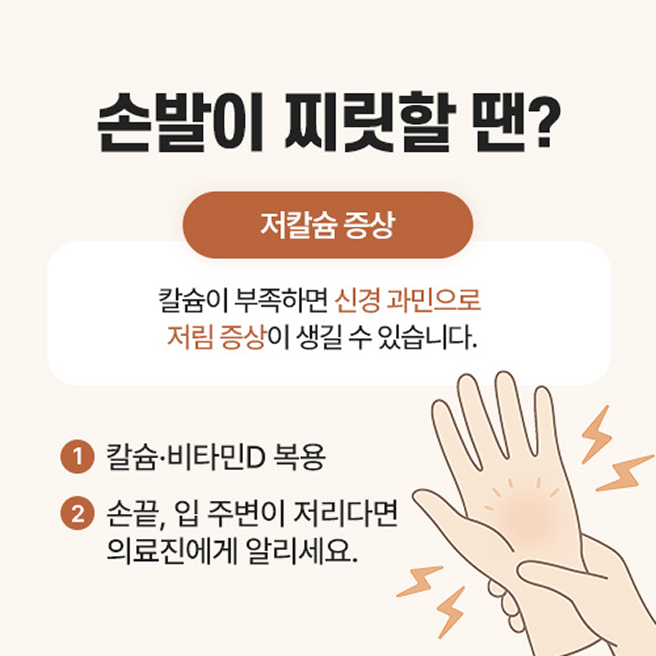 손발이 찌릿할 땐?
저칼슘 증상
칼슘이 부족하면 신경 과민으로
저림 증상이 생길 수 있습니다.
1 칼슘·비타민D 복용
2 손끝, 입 주변이 저리다면
의료진에게 알리세요.